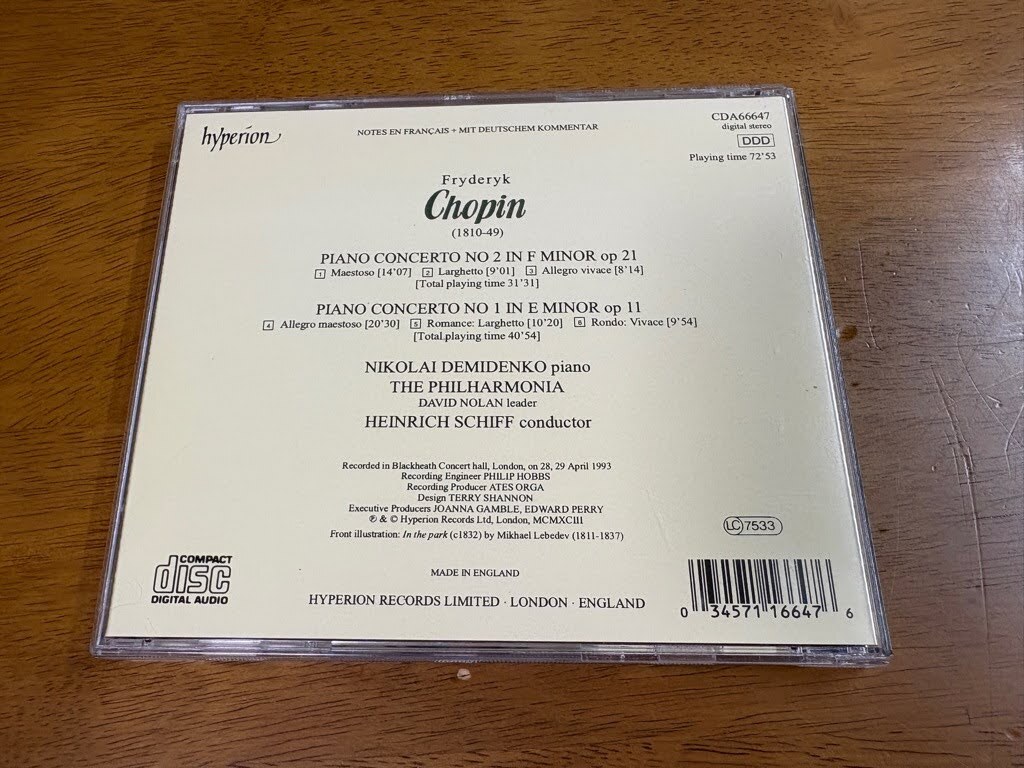 hyperion
NOTES EN FRANÇAIS + MIT DEUTSCHEM KOMMENTAR
CDA66647
digital stereo
DDD
Playing time 72'53
Fryderyk
Chopin
(1810-49)
PIANO CONCERTO NO 2 IN F MINOR op 21
1 Maestoso [14'07] 2 Larghetto [9'01] 3 Allegro vivace [8'14]
[Total playing time 31'31]
PIANO CONCERTO NO 1 IN E MINOR op 11
4 Allegro maestoso [20'30] 5 Romance: Larghetto [10'20] 6 Rondo: Vivace [9'54]
[Total playing time 40'54]
NIKOLAI DEMIDENKO piano
THE PHILHARMONIA
DAVID NOLAN leader
HEINRICH SCHIFF conductor
Recorded in Blackheath Concert hall, London, on 28, 29 April 1993
Recording Engineer PHILIP HOBBS
Recording Producer ATES ORGA
Design TERRY SHANNON
Executive Producers JOANNA GAMBLE, EDWARD PERRY
℗ & © Hyperion Records Ltd, London, MCMXCIII
Front illustration: In the park (c1832) by Mikhael Lebedev (1811-1837)
LC 7533
COMPACT
disc
DIGITAL AUDIO
MADE IN ENGLAND
HYPERION RECORDS LIMITED · LONDON · ENGLAND
0 34571 16647 6